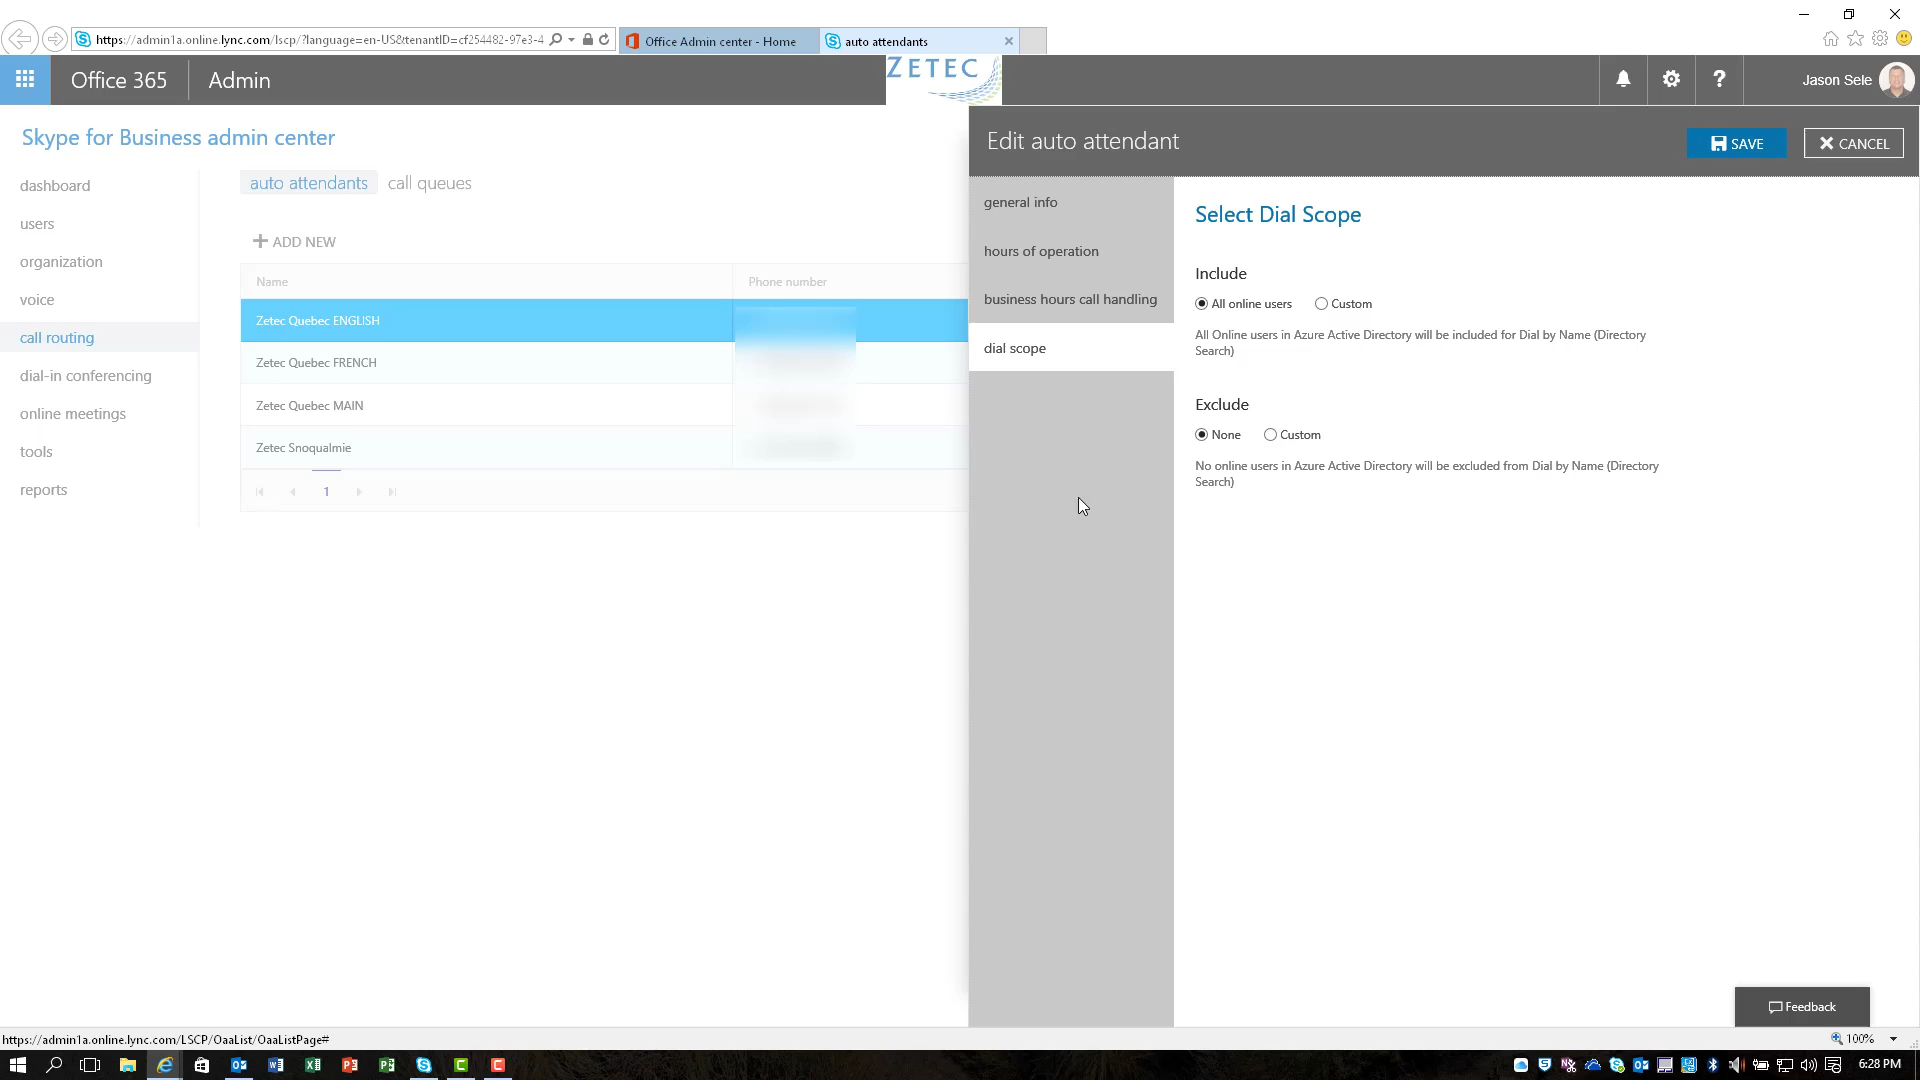 https://admin1a.online.lync.com/lscp/?language=en-US&tenantID=cf254482-97e3-4
Office Admin center - Home
auto attendants
Office 365
Admin
ZETEC
Jason Sele
Skype for Business admin center
dashboard
users
organization
voice
call routing
dial-in conferencing
online meetings
tools
reports
auto attendants
call queues
ADD NEW
Name
Phone number
Zetec Quebec ENGLISH
Zetec Quebec FRENCH
Zetec Quebec MAIN
Zetec Snoqualmie
1
Edit auto attendant
SAVE
CANCEL
general info
hours of operation
business hours call handling
dial scope
Select Dial Scope
Include
All online users
Custom
All Online users in Azure Active Directory will be included for Dial by Name (Directory
Search)
Exclude
None
Custom
No online users in Azure Active Directory will be excluded from Dial by Name (Directory
Search)
Feedback
https://admin1a.online.lync.com/LSCP/OaaList/OaaListPage#
100%
6:28 PM